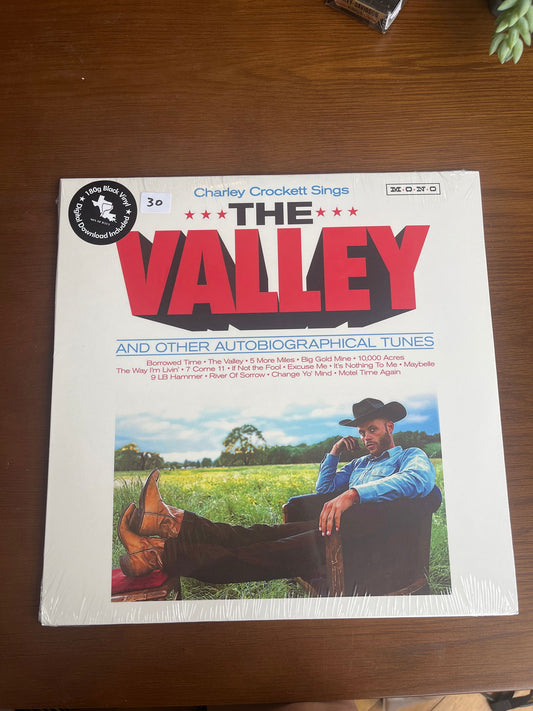 Charley Crockett Sings
M·O·N·O
★ 180g Black Vinyl ★
Digital Download Included
30
★★★ THE ★★★
VALLEY
AND OTHER AUTOBIOGRAPHICAL TUNES
Borrowed Time • The Valley • 5 More Miles • Big Gold Mine • 10,000 Acres
The Way I'm Livin' • 7 Come 11 • If Not the Fool • Excuse Me • It's Nothing To Me • Maybelle
9 LB Hammer • River Of Sorrow • Change Yo' Mind • Motel Time Again